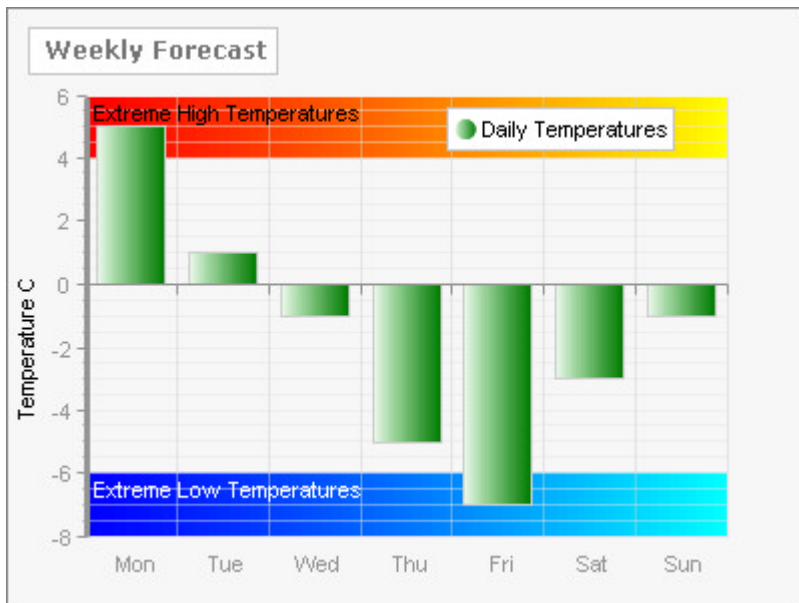 Weekly Forecast
6
Extreme High Temperatures
Daily Temperatures
4
2
0
-2
-4
-6
-8
Temperature C
Extreme Low Temperatures
Mon Tue Wed Thu Fri Sat Sun